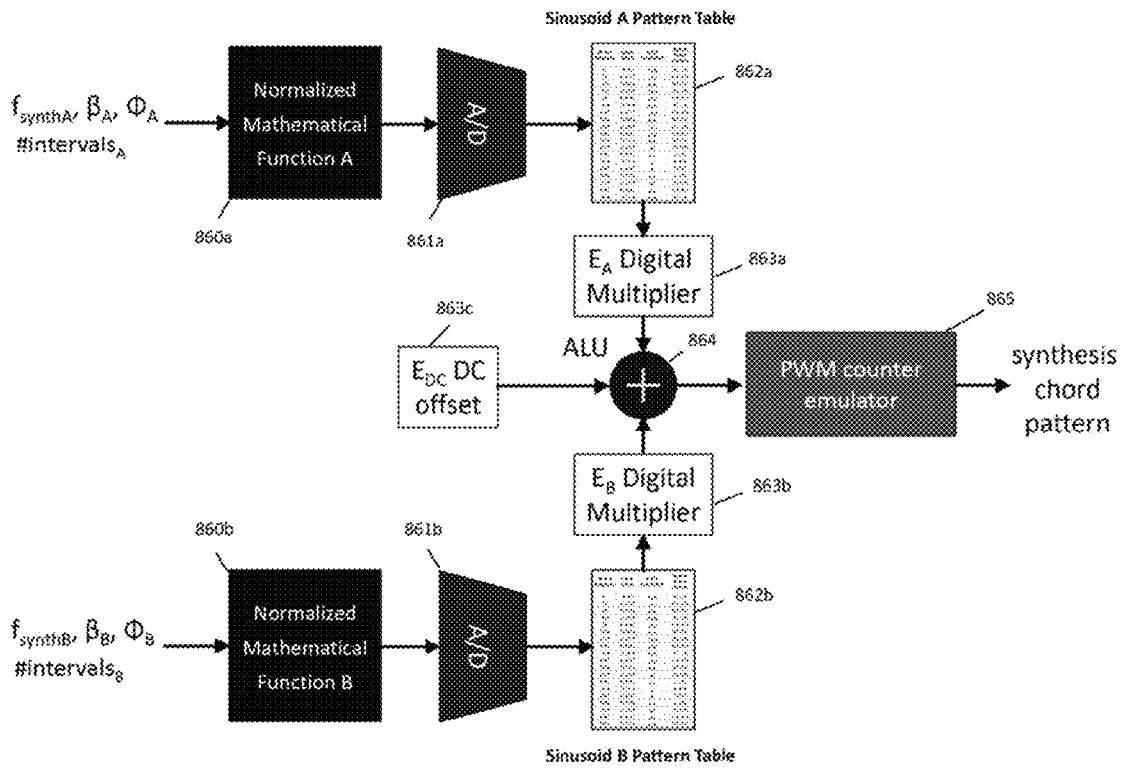 Sinusoid A Pattern Table
862a
f_synthA, β_A, Φ_A
#intervals_A
Normalized
Mathematical
Function A
A/D
860a
861a
E_A Digital
Multiplier
863a
863c
865
ALU
864
E_DC DC
offset
+
PWM counter
emulator
synthesis
chord
pattern
E_B Digital
Multiplier
863b
860b
861b
862b
f_synthB, β_B, Φ_B
#intervals_B
Normalized
Mathematical
Function B
A/D
Sinusoid B Pattern Table